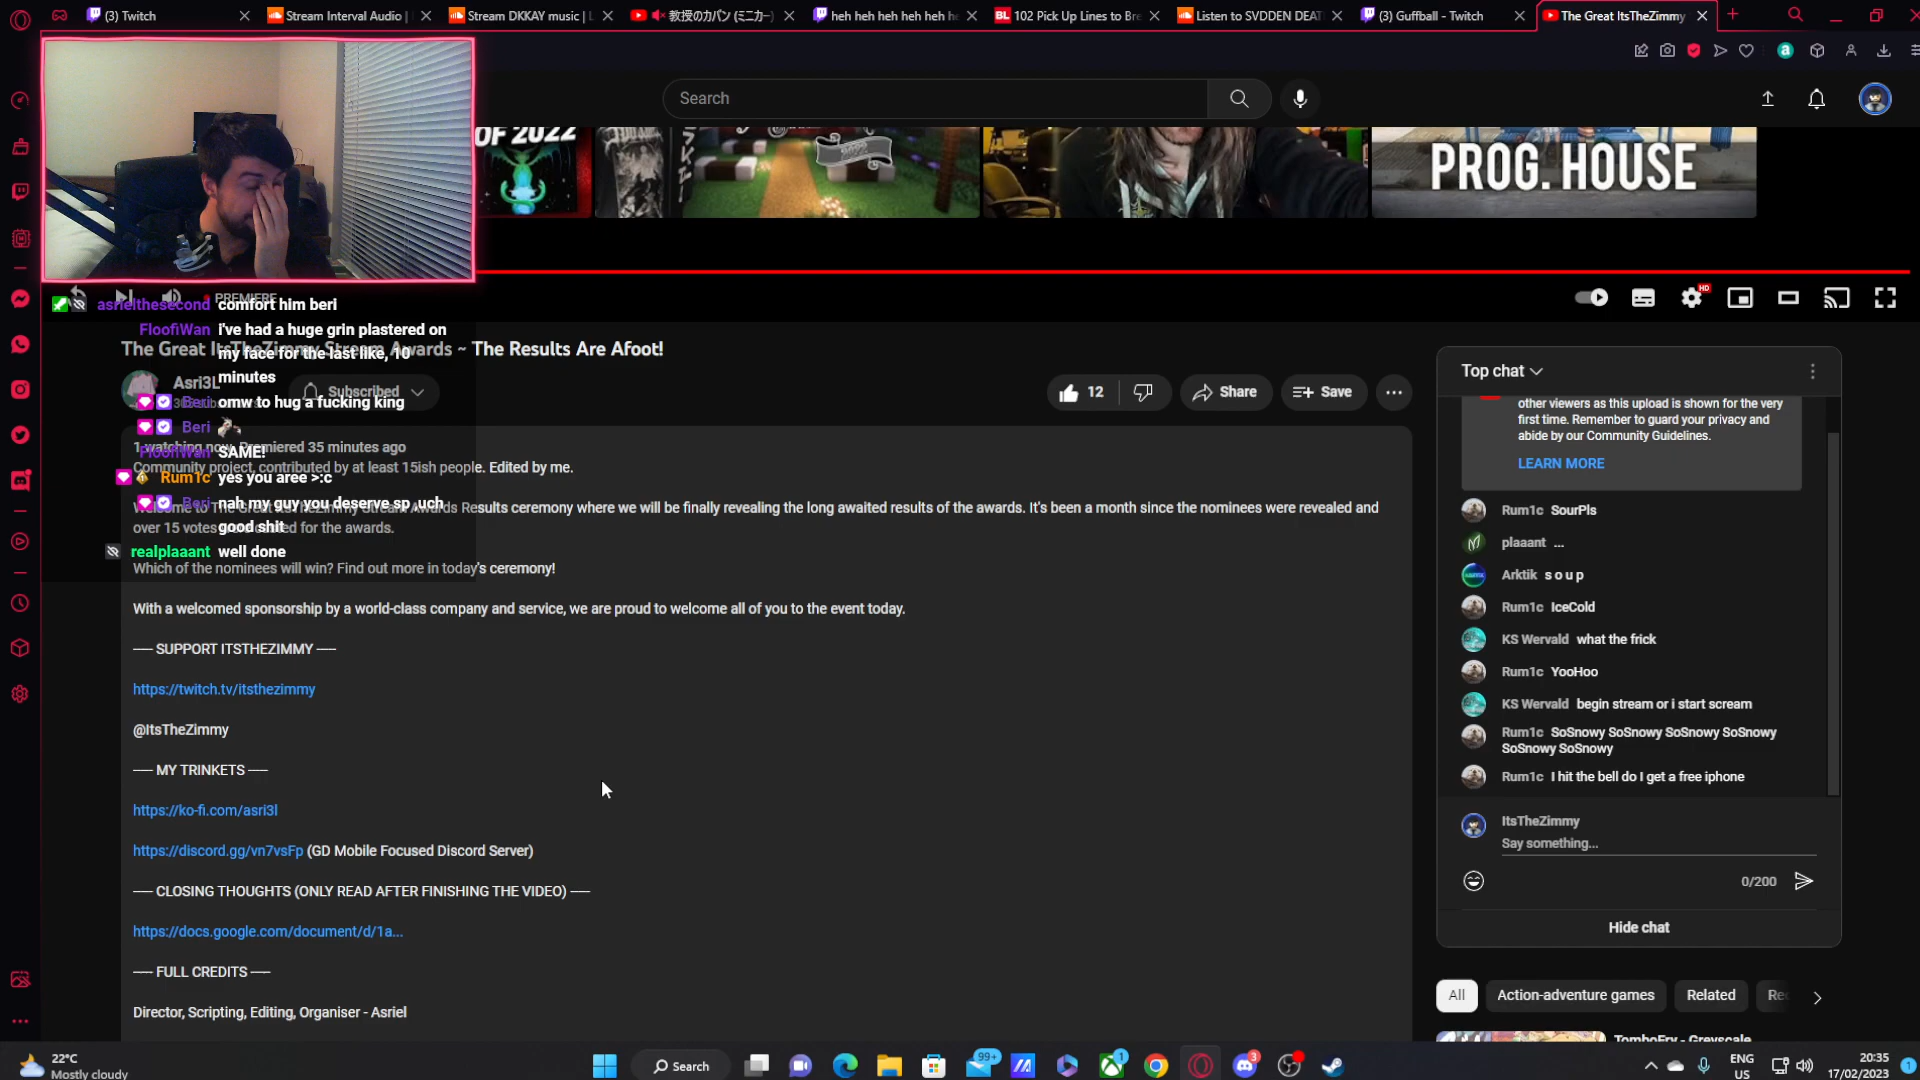 (3) Twitch
Stream Interval Audio |
Stream DKKAY music | L
教授のカバン (ミニカー)
heh heh heh heh heh h
BL 102 Pick Up Lines to Bre
Listen to SVDDEN DEAT
(3) Guffball - Twitch
The Great ItsTheZimmy
Search
OF 2022
PROG. HOUSE
PREMIERE
HD
asrielthesecond comfort him beri
FloofiWan i've had a huge grin plastered on
my face for the last like, 10
minutes
Beri omw to hug a fucking king
Beri
FloofiWan SAME!
Rum1c yes you aree >:c
Beri nah my guy you deserve sp ,uch
good shit
realplaaant well done
The Great ItsTheZimmy Stream Awards ~ The Results Are Afoot!
Asri3L
Subscribed
12
Share
Save
1 watching now Premiered 35 minutes ago
Community project, contributed by at least 15ish people. Edited by me.
Welcome to The Great ItsTheZimmy Stream Awards Results ceremony where we will be finally revealing the long awaited results of the awards. It's been a month since the nominees were revealed and
over 15 votes were casted for the awards.
Which of the nominees will win? Find out more in today's ceremony!
With a welcomed sponsorship by a world-class company and service, we are proud to welcome all of you to the event today.
── SUPPORT ITSTHEZIMMY ──
https://twitch.tv/itsthezimmy
@ItsTheZimmy
── MY TRINKETS ──
https://ko-fi.com/asri3l
https://discord.gg/vn7vsFp (GD Mobile Focused Discord Server)
── CLOSING THOUGHTS (ONLY READ AFTER FINISHING THE VIDEO) ──
https://docs.google.com/document/d/1a...
── FULL CREDITS ──
Director, Scripting, Editing, Organiser - Asriel
Top chat
other viewers as this upload is shown for the very
first time. Remember to guard your privacy and
abide by our Community Guidelines.
LEARN MORE
Rum1c SourPls
plaaant ...
Arktik s o u p
Rum1c IceCold
KS Wervald what the frick
Rum1c YooHoo
KS Wervald begin stream or i start scream
Rum1c SoSnowy SoSnowy SoSnowy SoSnowy
SoSnowy SoSnowy
Rum1c I hit the bell do I get a free iphone
ItsTheZimmy
Say something...
0/200
Hide chat
All
Action-adventure games
Related
Rec
TomboFry - Greyscale
22°C
Mostly cloudy
Search
99+
1
3
ENG
US
20:35
17/02/2023
1